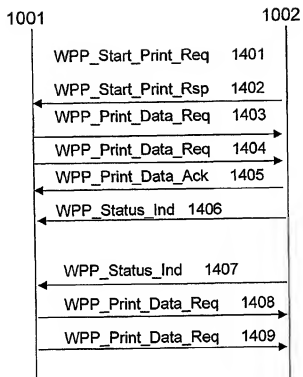 1001 1002
WPP_Start_Print_Req 1401
WPP_Start_Print_Rsp 1402
WPP_Print_Data_Req 1403
WPP_Print_Data_Req 1404
WPP_Print_Data_Ack 1405
WPP_Status_Ind 1406
WPP_Status_Ind 1407
WPP_Print_Data_Req 1408
WPP_Print_Data_Req 1409